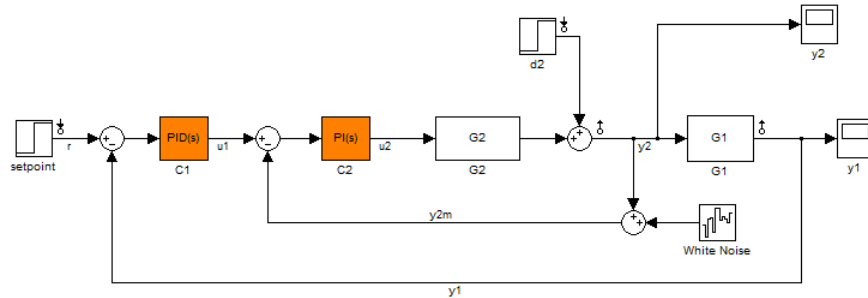 d2
y2
setpoint
r
PID(s)
C1
u1
PI(s)
C2
u2
G2
G2
y2
G1
G1
y1
y2m
White Noise
y1